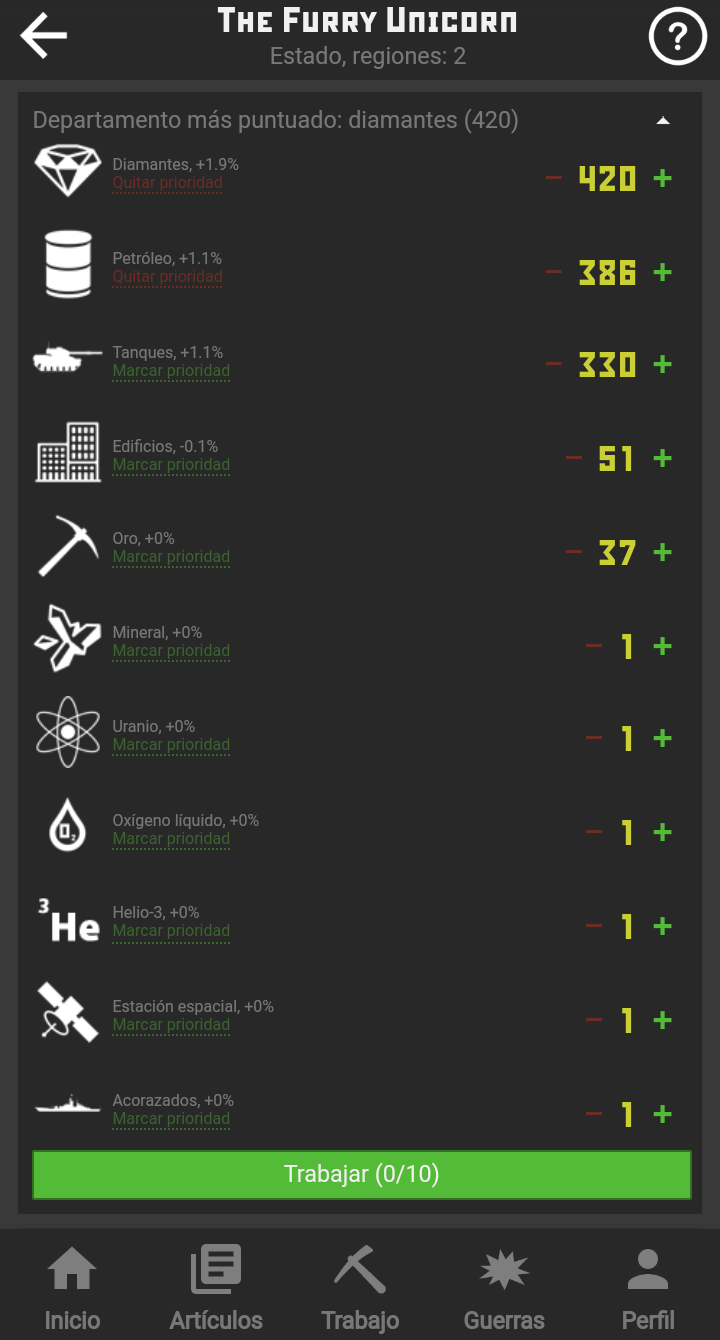 The Furry Unicorn
?
Estado, regiones: 2
Departamento más puntuado: diamantes (420)
Diamantes, +1.9%
Quitar prioridad
− 420 +
Petróleo, +1.1%
Quitar prioridad
− 386 +
Tanques, +1.1%
Marcar prioridad
− 330 +
Edificios, -0.1%
Marcar prioridad
− 51 +
Oro, +0%
Marcar prioridad
− 37 +
Mineral, +0%
Marcar prioridad
− 1 +
Uranio, +0%
Marcar prioridad
− 1 +
O₂
Oxígeno líquido, +0%
Marcar prioridad
− 1 +
³He
Helio-3, +0%
Marcar prioridad
− 1 +
Estación espacial, +0%
Marcar prioridad
− 1 +
Acorazados, +0%
Marcar prioridad
− 1 +
Trabajar (0/10)
Inicio Artículos Trabajo Guerras Perfil